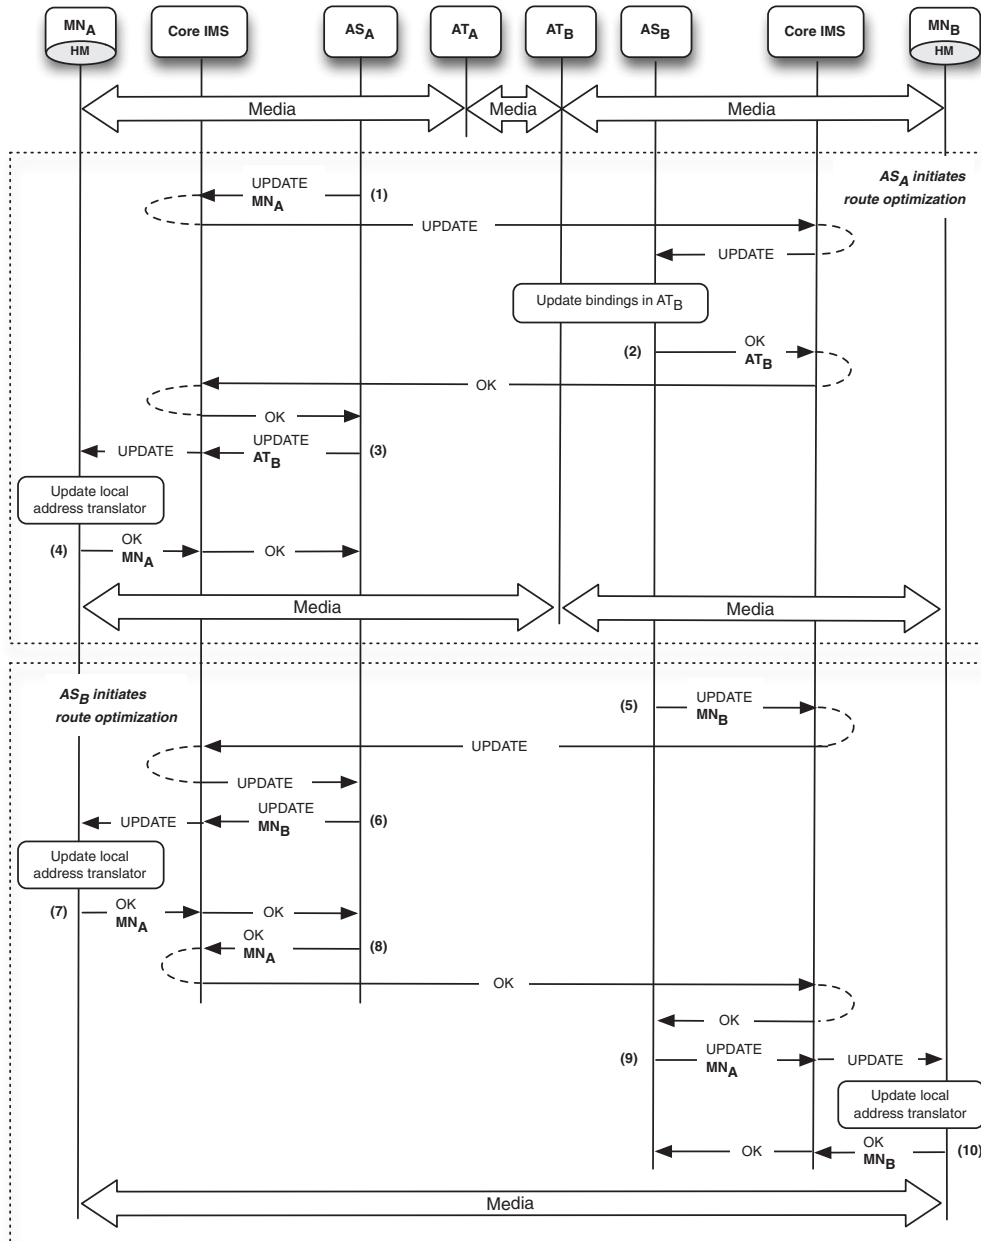 MNA
HM
Core IMS
ASA
ATA
ATB
ASB
Core IMS
MNB
HM
Media
Media
Media
ASA initiates
route optimization
UPDATE
MNA
(1)
UPDATE
UPDATE
Update bindings in ATB
(2)
OK
ATB
OK
OK
UPDATE
UPDATE
ATB
(3)
Update local
address translator
(4)
OK
MNA
OK
Media
Media
ASB initiates
route optimization
(5)
UPDATE
MNB
UPDATE
UPDATE
UPDATE
UPDATE
MNB
(6)
Update local
address translator
(7)
OK
MNA
OK
OK
MNA
(8)
OK
OK
(9)
UPDATE
MNA
UPDATE
Update local
address translator
OK
OK
MNB
(10)
Media